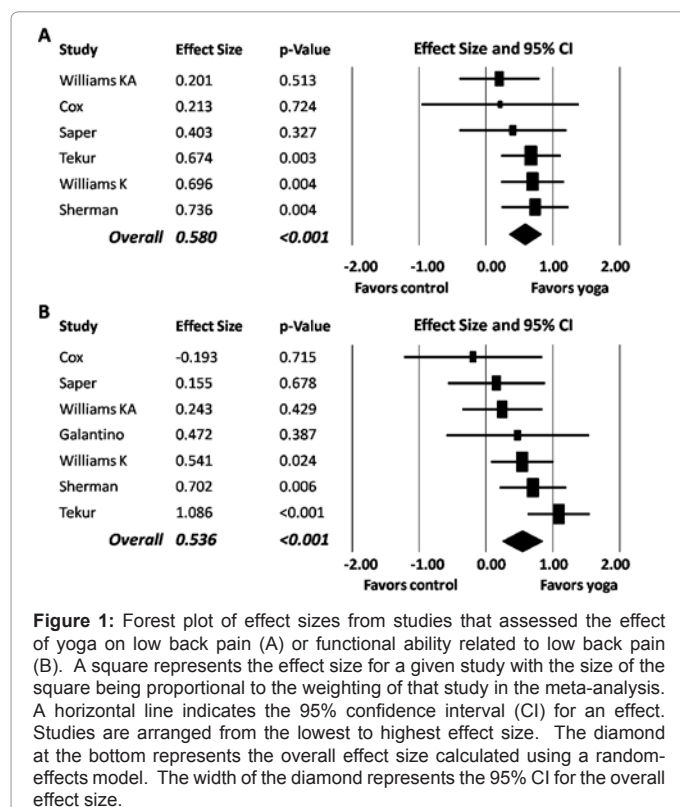 A
Study Effect Size p-Value Effect Size and 95% CI
Williams KA 0.201 0.513
Cox 0.213 0.724
Saper 0.403 0.327
Tekur 0.674 0.003
Williams K 0.696 0.004
Sherman 0.736 0.004
Overall 0.580 <0.001
-2.00 -1.00 0.00 1.00 2.00
Favors control Favors yoga
B
Study Effect Size p-Value Effect Size and 95% CI
Cox -0.193 0.715
Saper 0.155 0.678
Williams KA 0.243 0.429
Galantino 0.472 0.387
Williams K 0.541 0.024
Sherman 0.702 0.006
Tekur 1.086 <0.001
Overall 0.536 <0.001
-2.00 -1.00 0.00 1.00 2.00
Favors control Favors yoga
Figure 1: Forest plot of effect sizes from studies that assessed the effect
of yoga on low back pain (A) or functional ability related to low back pain
(B). A square represents the effect size for a given study with the size of the
square being proportional to the weighting of that study in the meta-analysis.
A horizontal line indicates the 95% confidence interval (CI) for an effect.
Studies are arranged from the lowest to highest effect size. The diamond
at the bottom represents the overall effect size calculated using a random-
effects model. The width of the diamond represents the 95% CI for the overall
effect size.